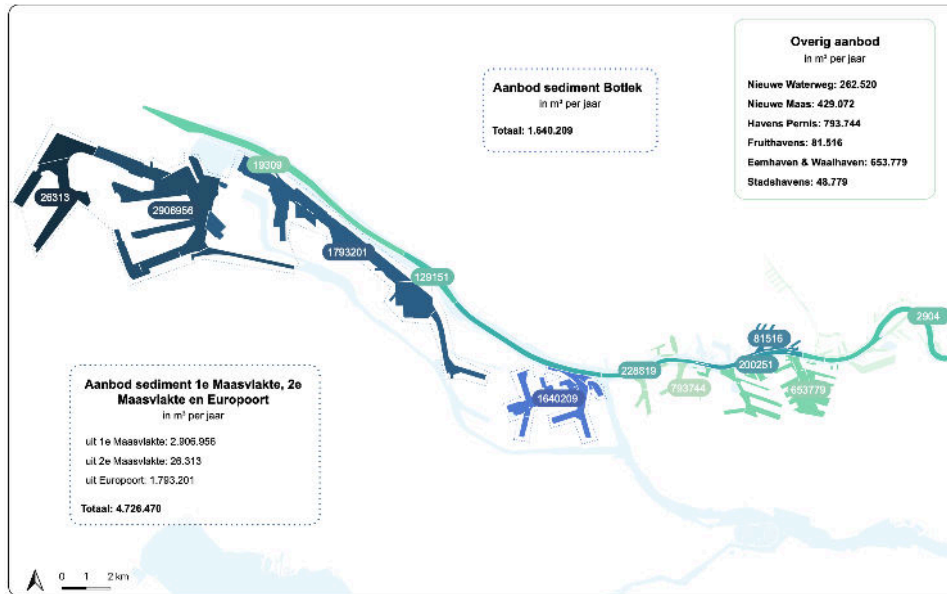 Overig aanbod
in m³ per jaar
Nieuwe Waterweg: 262.520
Nieuwe Maas: 429.072
Havens Pernis: 793.744
Fruithavens: 81.516
Eemhaven & Waalhaven: 653.779
Stadshavens: 48.779
Aanbod sediment Botlek
in m³ per jaar
Totaal: 1.640.209
19309
26313
2906956
1793201
129151
2904
81516
228819
200251
793744
653779
1640209
Aanbod sediment 1e Maasvlakte, 2e
Maasvlakte en Europoort
in m³ per jaar
uit 1e Maasvlakte: 2.906.956
uit 2e Maasvlakte: 26.313
uit Europoort: 1.793.201
Totaal: 4.726.470
0 1 2 km